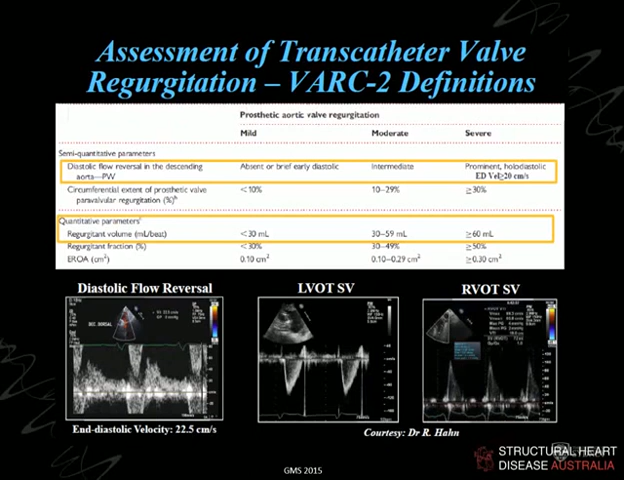 Assessment of Transcatheter Valve
Regurgitation – VARC-2 Definitions
Prosthetic aortic valve regurgitation
Mild Moderate Severe
Semi-quantitative parameters
Diastolic flow reversal in the descending Absent or brief early diastolic Intermediate Prominent, holodiastolic
aorta—PW ED Vel≥20 cm/s
Circumferential extent of prosthetic valve <10% 10–29% ≥30%
paravalvular regurgitation (%)b
Quantitative parametersc
Regurgitant volume (mL/beat) <30 mL 30–59 mL ≥60 mL
Regurgitant fraction (%) <30% 30–49% ≥50%
EROA (cm²) 0.10 cm² 0.10–0.29 cm² ≥0.30 cm²
Diastolic Flow Reversal LVOT SV RVOT SV
End-diastolic Velocity: 22.5 cm/s
Courtesy: Dr R. Hahn
STRUCTURAL HEART
DISEASE AUSTRALIA
GMS 2015